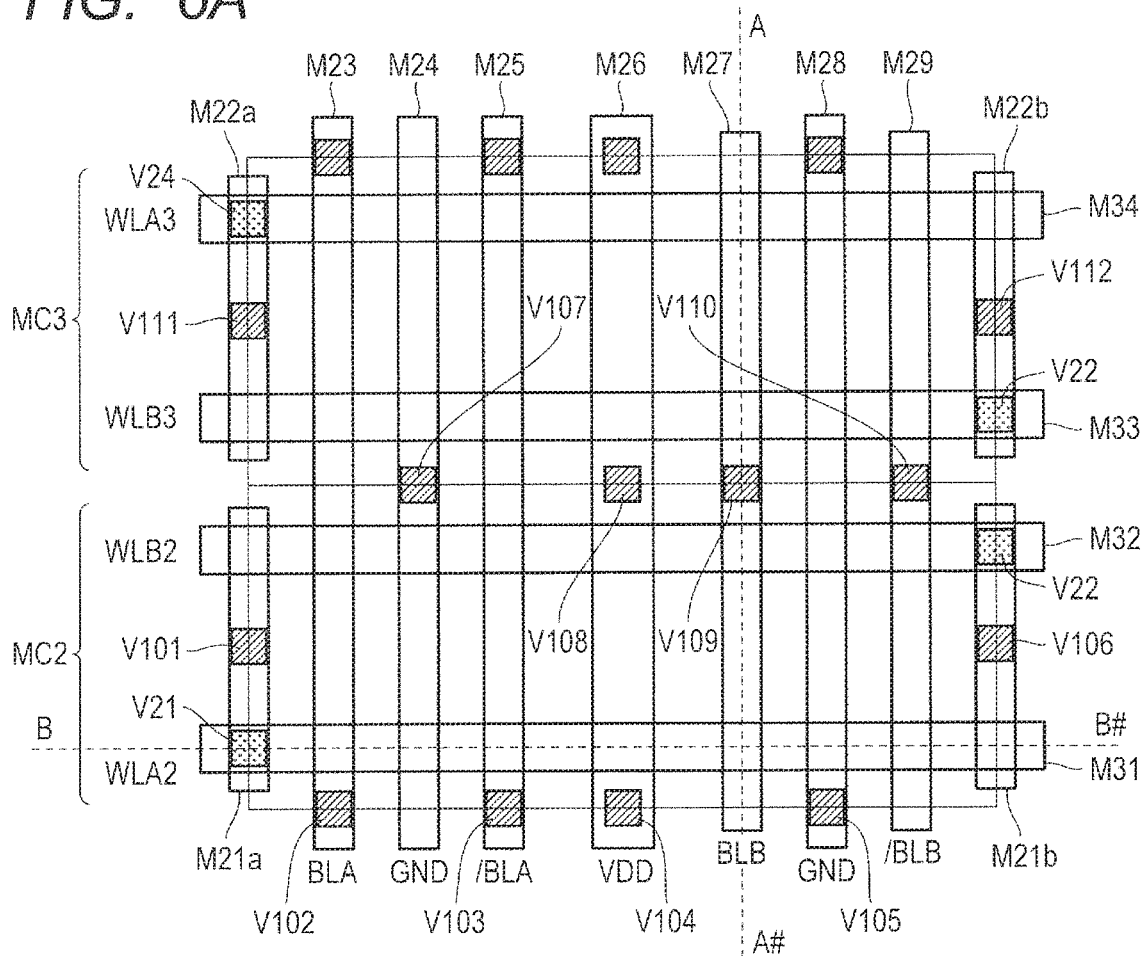 FIG. 6A
A
M23 M24 M25 M26 M27 M28 M29
M22a M22b
V24
WLA3 M34
MC3 V111 V107 V110 V112
V22
WLB3 M33
WLB2 M32
V22
MC2 V101 V108 V109 V106
V21
B B#
WLA2 M31
M21a BLA GND /BLA VDD BLB GND /BLB M21b
V102 V103 V104 V105
A#